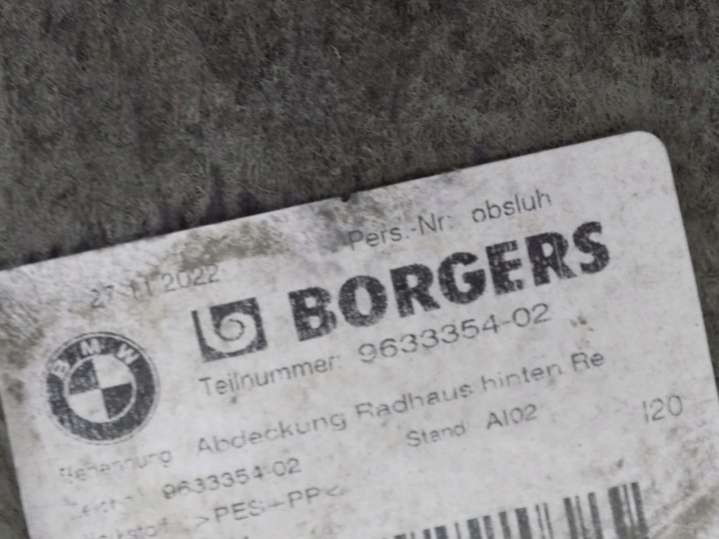 27.11.2022 Pers.-Nr: obsluh
BORGERS
BMW
Teilnummer: 9633354-02
Benennung Abdeckung Radhaus hinten Re
9633354-02 Stand AI02 I20
>PES+PP<